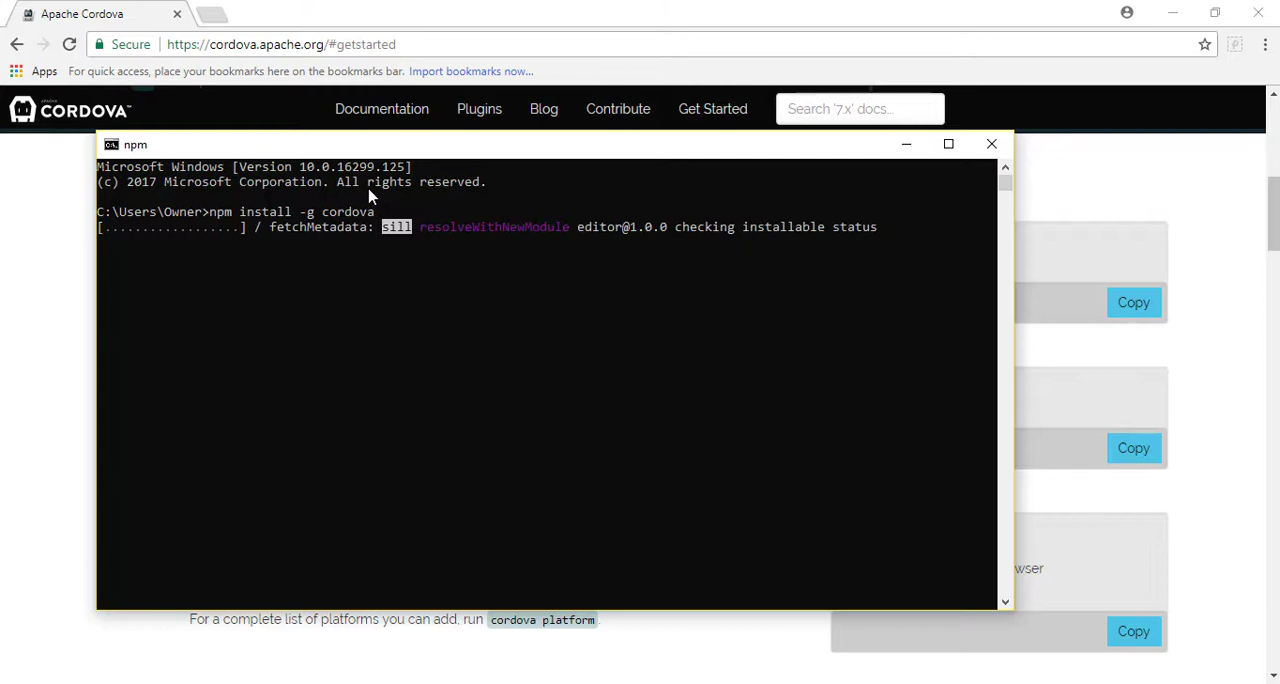 Apache Cordova
Secure https://cordova.apache.org/#getstarted
Apps For quick access, place your bookmarks here on the bookmarks bar. Import bookmarks now...
APACHE CORDOVA™ Documentation Plugins Blog Contribute Get Started Search '7.x' docs...
npm
Microsoft Windows [Version 10.0.16299.125]
(c) 2017 Microsoft Corporation. All rights reserved.
C:\Users\Owner>npm install -g cordova
[..................] / fetchMetadata: sill resolveWithNewModule editor@1.0.0 checking installable status
Copy
Copy
wser
For a complete list of platforms you can add, run cordova platform.
Copy